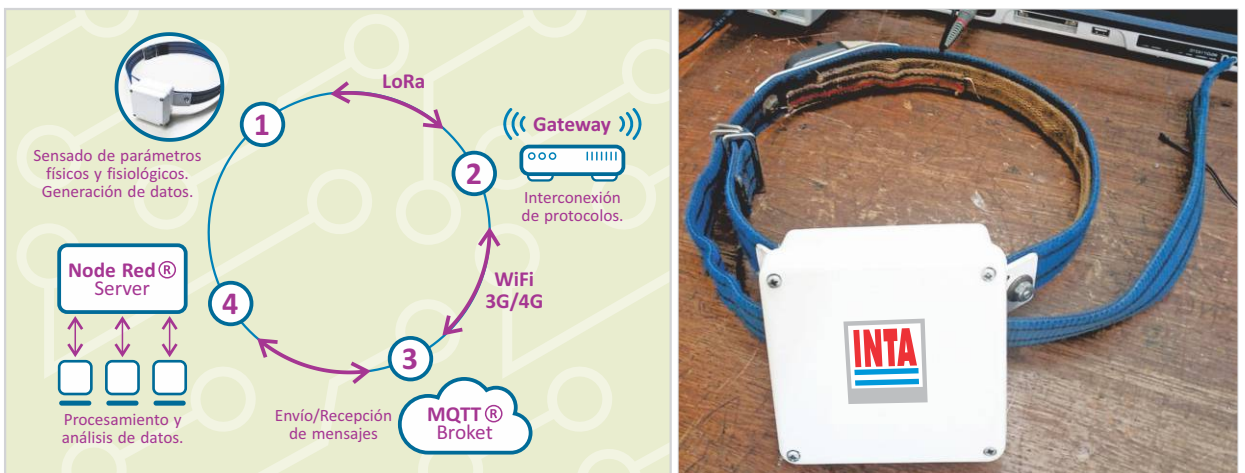 LoRa
1
Sensado de parámetros
físicos y fisiológicos.
Generación de datos.
2
((( Gateway )))
Interconexión
de protocolos.
WiFi
3G/4G
3
MQTT®
Broket
Envío/Recepción
de mensajes
4
Node Red®
Server
Procesamiento y
análisis de datos.
INTA